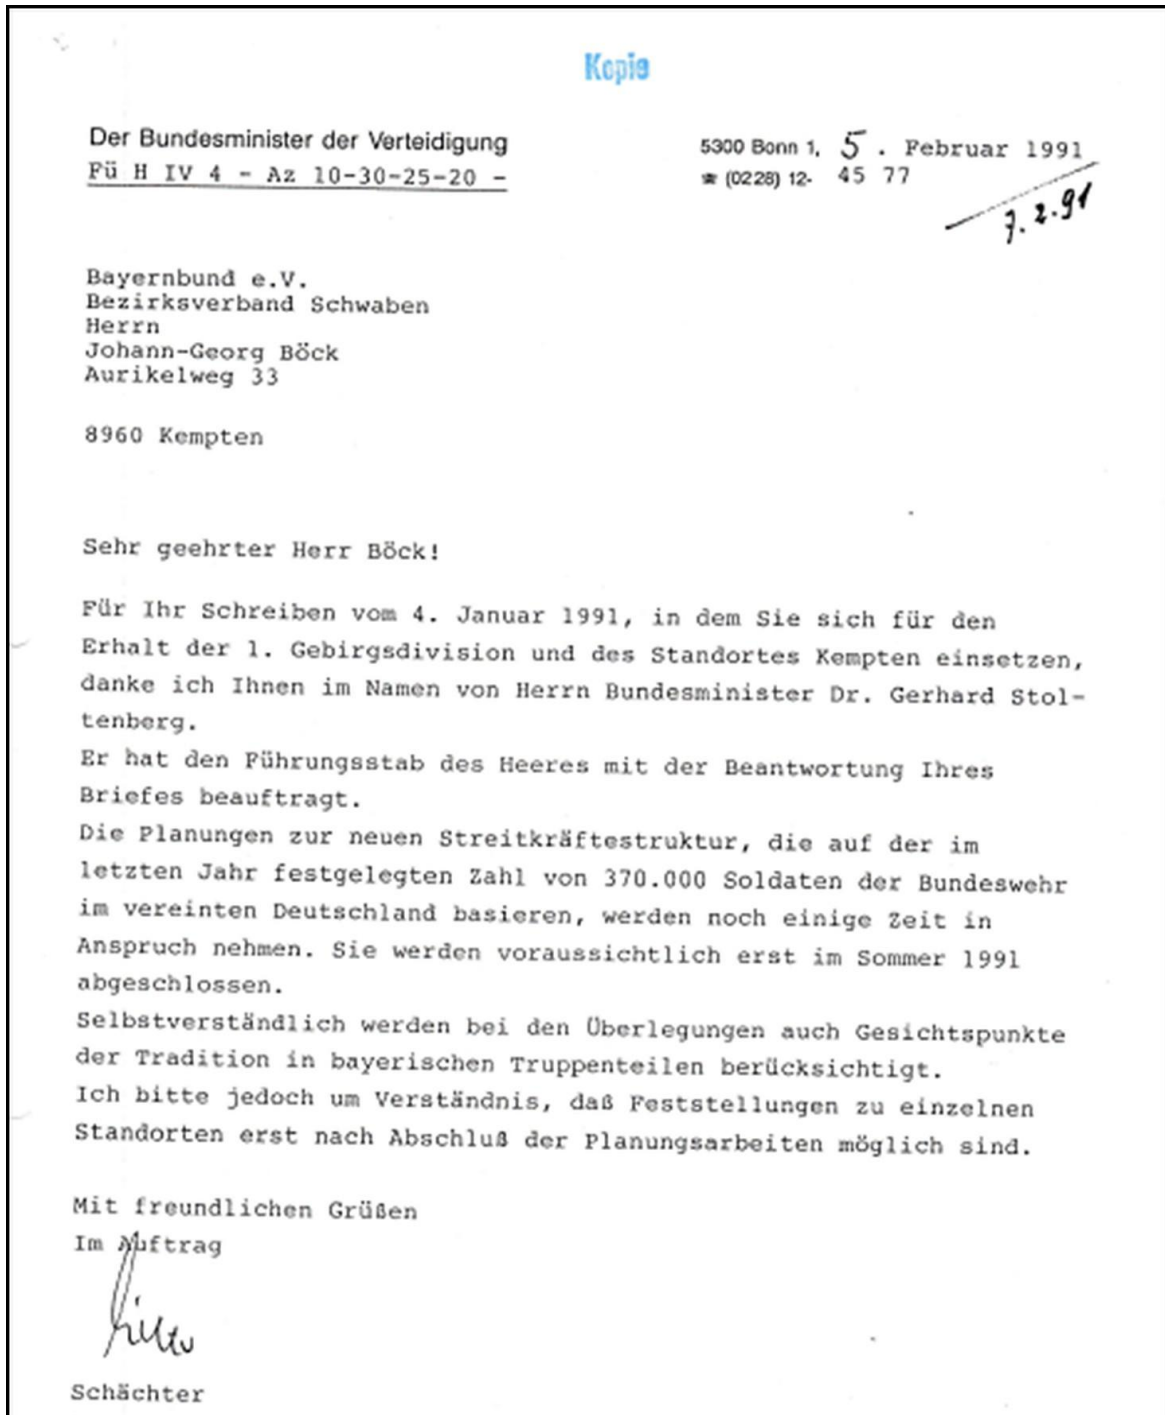 Kopie
Der Bundesminister der Verteidigung
Fü H IV 4 - Az 10-30-25-20 -
5300 Bonn 1, 5. Februar 1991
☎ (0228) 12- 45 77
7.2.91
Bayernbund e.V.
Bezirksverband Schwaben
Herrn
Johann-Georg Böck
Aurikelweg 33
8960 Kempten
Sehr geehrter Herr Böck!
Für Ihr Schreiben vom 4. Januar 1991, in dem Sie sich für den
Erhalt der 1. Gebirgsdivision und des Standortes Kempten einsetzen,
danke ich Ihnen im Namen von Herrn Bundesminister Dr. Gerhard Stol-
tenberg.
Er hat den Führungsstab des Heeres mit der Beantwortung Ihres
Briefes beauftragt.
Die Planungen zur neuen Streitkräftestruktur, die auf der im
letzten Jahr festgelegten Zahl von 370.000 Soldaten der Bundeswehr
im vereinten Deutschland basieren, werden noch einige Zeit in
Anspruch nehmen. Sie werden voraussichtlich erst im Sommer 1991
abgeschlossen.
Selbstverständlich werden bei den Überlegungen auch Gesichtspunkte
der Tradition in bayerischen Truppenteilen berücksichtigt.
Ich bitte jedoch um Verständnis, daß Feststellungen zu einzelnen
Standorten erst nach Abschluß der Planungsarbeiten möglich sind.
Mit freundlichen Grüßen
Im Auftrag
Schächter